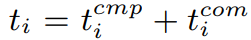 t_i = t_i^{cmp} + t_i^{com}